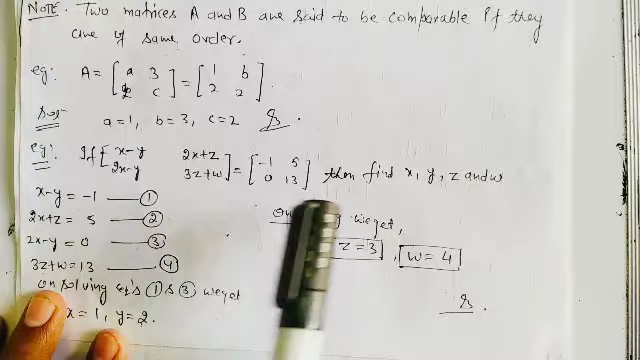 NOTE. Two matrices A and B are said to be comparable if they
are of same order.
eg: A = [a 3 = [1 b
2 c] 2 2].
Sol:-
a=1, b=3, c=2
eg: If [x-y 2x+z = [-1 5
2x-y 3z+w] 0 13] then find x, y, z and w
x-y = -1 —— ①
2x+z = 5 —— ②
2x-y = 0 —— ③
3z+w = 13 —— ④
on solving eq's ① & ③ we get
x = 1, y = 2.
we get,
z=3, w=4